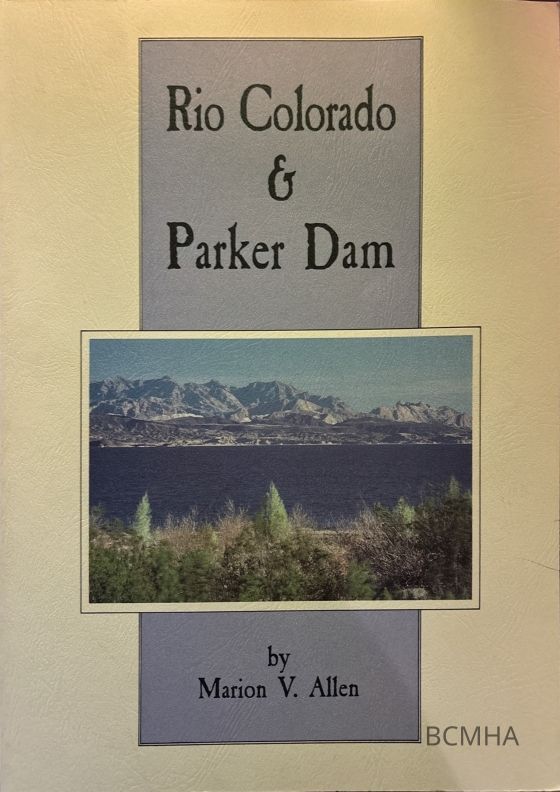 Rio Colorado
&
Parker Dam
by
Marion V. Allen
BCMHA